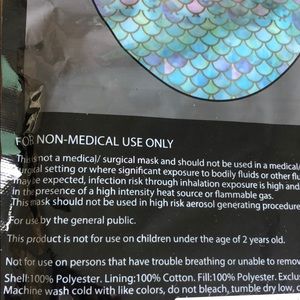 FOR NON-MEDICAL USE ONLY
This is not a medical/ surgical mask and should not be used in a medical/
surgical setting or where significant exposure to bodily fluids or other flu
may be expected, infection risk through inhalation exposure is high and/
In the presence of a high intensity heat source or flammable gas.
This mask should not be used in high risk aerosol generating procedure
For use by the general public.
This product is not for use on children under the age of 2 years old.
Not for use on persons that have trouble breathing or unable to remov
Shell:100% Polyester. Lining:100% Cotton. Fill:100% Polyester. Exclus
Machine wash cold with like colors, do not bleach, tumble dry low, u